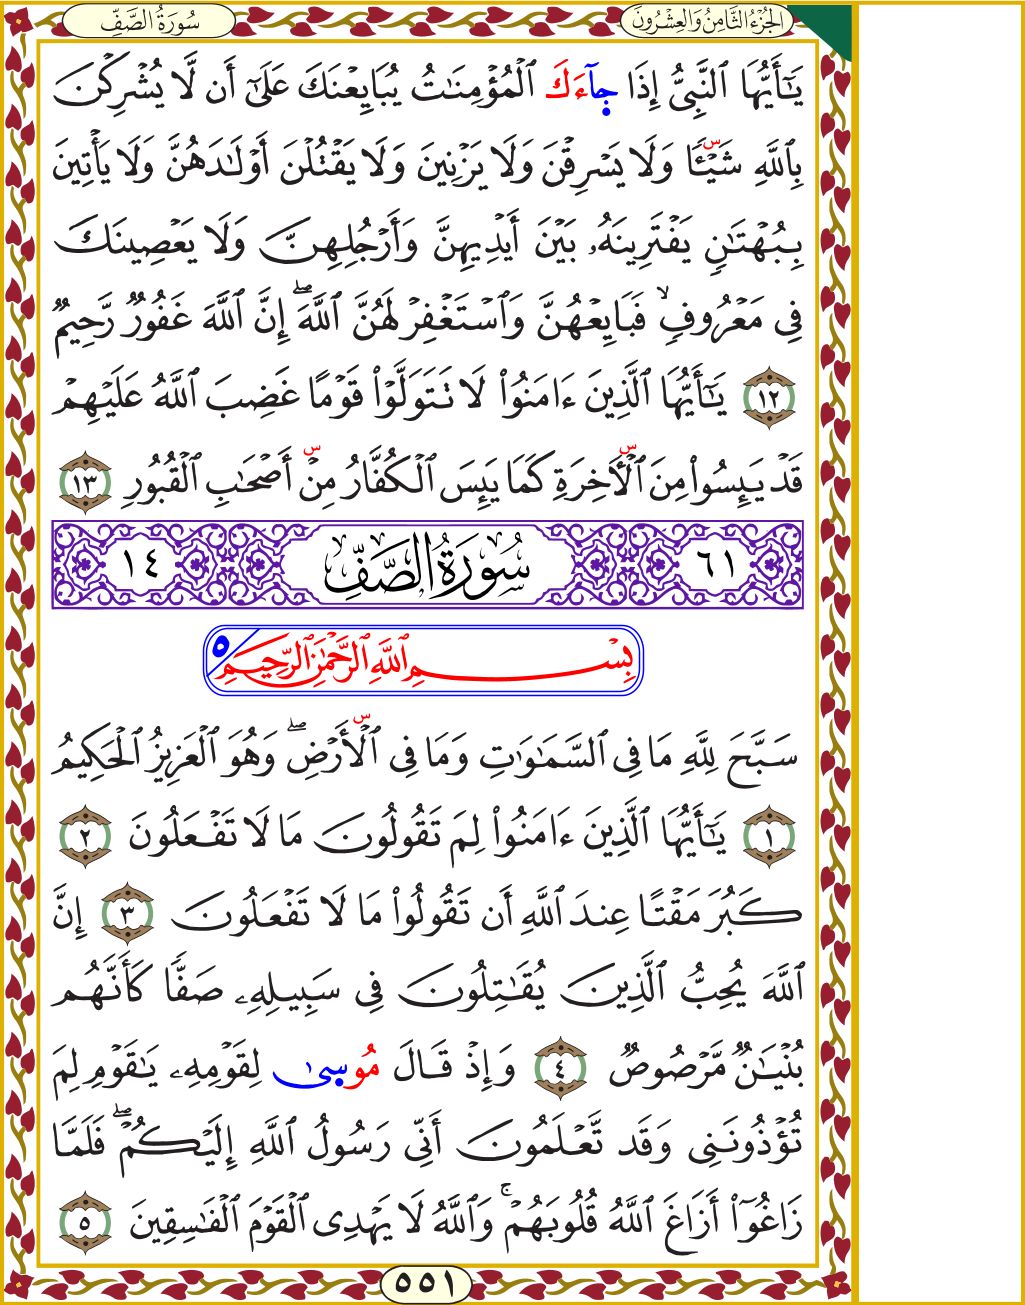 الجُزْءُ الثَّامِنُ وَالعِشْرُونَ
سُورَةُ الصَّفِّ
يَٰٓأَيُّهَا ٱلنَّبِىُّ إِذَا جَآءَكَ ٱلْمُؤْمِنَٰتُ يُبَايِعْنَكَ عَلَىٰٓ أَن لَّا يُشْرِكْنَ
بِٱللَّهِ شَيْـًٔا وَلَا يَسْرِقْنَ وَلَا يَزْنِينَ وَلَا يَقْتُلْنَ أَوْلَٰدَهُنَّ وَلَا يَأْتِينَ
بِبُهْتَٰنٍ يَفْتَرِينَهُۥ بَيْنَ أَيْدِيهِنَّ وَأَرْجُلِهِنَّ وَلَا يَعْصِينَكَ
فِى مَعْرُوفٍۙ فَبَايِعْهُنَّ وَٱسْتَغْفِرْ لَهُنَّ ٱللَّهَۖ إِنَّ ٱللَّهَ غَفُورٌ رَّحِيمٌ
١٢ يَٰٓأَيُّهَا ٱلَّذِينَ ءَامَنُوا۟ لَا تَتَوَلَّوْا۟ قَوْمًا غَضِبَ ٱللَّهُ عَلَيْهِمْ
قَدْ يَئِسُوا۟ مِنَ ٱلْـَٔاخِرَةِ كَمَا يَئِسَ ٱلْكُفَّارُ مِنْ أَصْحَٰبِ ٱلْقُبُورِ ١٣
٦١ سُورَةُ الصَّفِّ ١٤
بِسْمِ ٱللَّهِ ٱلرَّحْمَٰنِ ٱلرَّحِيمِ ٥
سَبَّحَ لِلَّهِ مَا فِى ٱلسَّمَٰوَٰتِ وَمَا فِى ٱلْأَرْضِۖ وَهُوَ ٱلْعَزِيزُ ٱلْحَكِيمُ
١ يَٰٓأَيُّهَا ٱلَّذِينَ ءَامَنُوا۟ لِمَ تَقُولُونَ مَا لَا تَفْعَلُونَ ٢
كَبُرَ مَقْتًا عِندَ ٱللَّهِ أَن تَقُولُوا۟ مَا لَا تَفْعَلُونَ ٣ إِنَّ
ٱللَّهَ يُحِبُّ ٱلَّذِينَ يُقَٰتِلُونَ فِى سَبِيلِهِۦ صَفًّا كَأَنَّهُم
بُنْيَٰنٌ مَّرْصُوصٌ ٤ وَإِذْ قَالَ مُوسَىٰ لِقَوْمِهِۦ يَٰقَوْمِ لِمَ
تُؤْذُونَنِى وَقَد تَّعْلَمُونَ أَنِّى رَسُولُ ٱللَّهِ إِلَيْكُمْۖ فَلَمَّا
زَاغُوٓا۟ أَزَاغَ ٱللَّهُ قُلُوبَهُمْۚ وَٱللَّهُ لَا يَهْدِى ٱلْقَوْمَ ٱلْفَٰسِقِينَ ٥
٥٥١